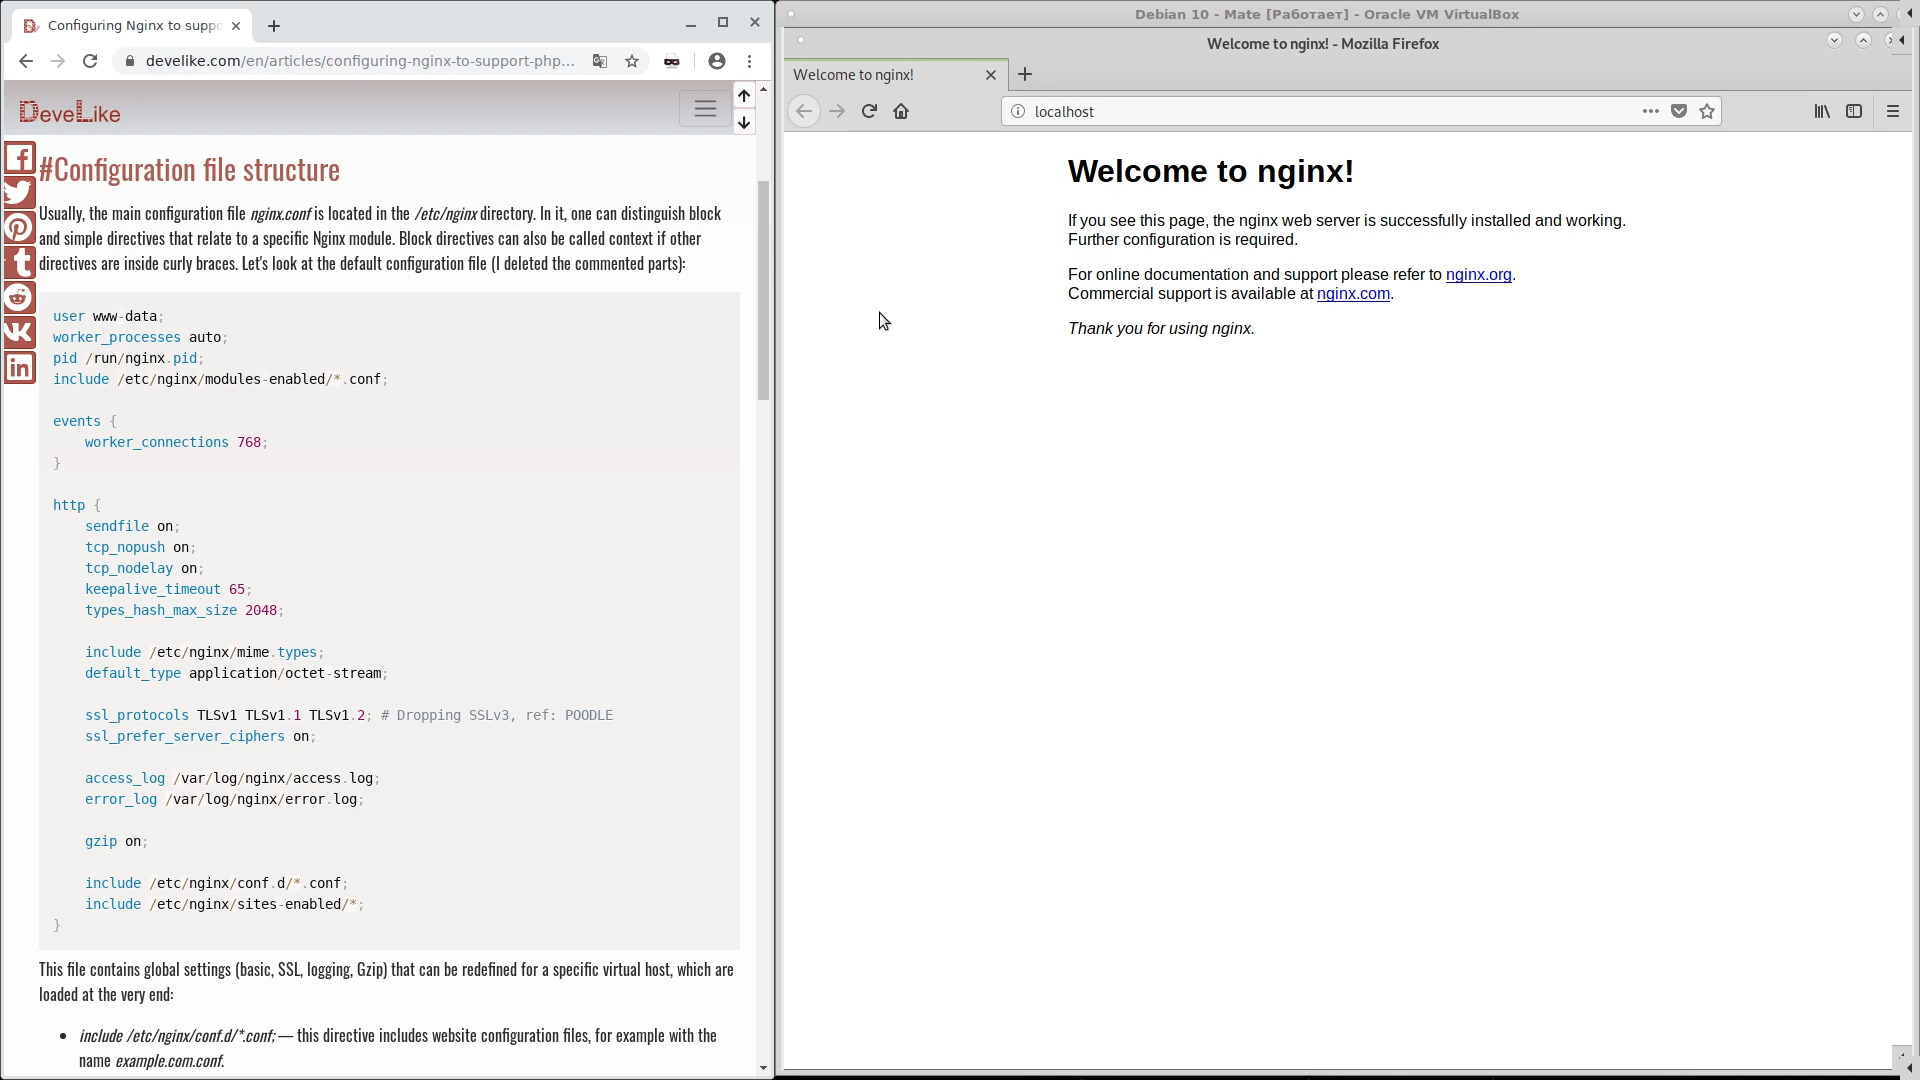 Configuring Nginx to supp
develike.com/en/articles/configuring-nginx-to-support-php...
DeveLike
#Configuration file structure
Usually, the main configuration file nginx.conf is located in the /etc/nginx directory. In it, one can distinguish block
and simple directives that relate to a specific Nginx module. Block directives can also be called context if other
directives are inside curly braces. Let's look at the default configuration file (I deleted the commented parts):
user www-data;
worker_processes auto;
pid /run/nginx.pid;
include /etc/nginx/modules-enabled/*.conf;
events {
    worker_connections 768;
}
http {
    sendfile on;
    tcp_nopush on;
    tcp_nodelay on;
    keepalive_timeout 65;
    types_hash_max_size 2048;
    include /etc/nginx/mime.types;
    default_type application/octet-stream;
    ssl_protocols TLSv1 TLSv1.1 TLSv1.2; # Dropping SSLv3, ref: POODLE
    ssl_prefer_server_ciphers on;
    access_log /var/log/nginx/access.log;
    error_log /var/log/nginx/error.log;
    gzip on;
    include /etc/nginx/conf.d/*.conf;
    include /etc/nginx/sites-enabled/*;
}
This file contains global settings (basic, SSL, logging, Gzip) that can be redefined for a specific virtual host, which are
loaded at the very end:
• include /etc/nginx/conf.d/*.conf; — this directive includes website configuration files, for example with the
name example.com.conf.
Debian 10 - Mate [Работает] - Oracle VM VirtualBox
Welcome to nginx! - Mozilla Firefox
Welcome to nginx!
localhost
Welcome to nginx!
If you see this page, the nginx web server is successfully installed and working.
Further configuration is required.
For online documentation and support please refer to nginx.org.
Commercial support is available at nginx.com.
Thank you for using nginx.